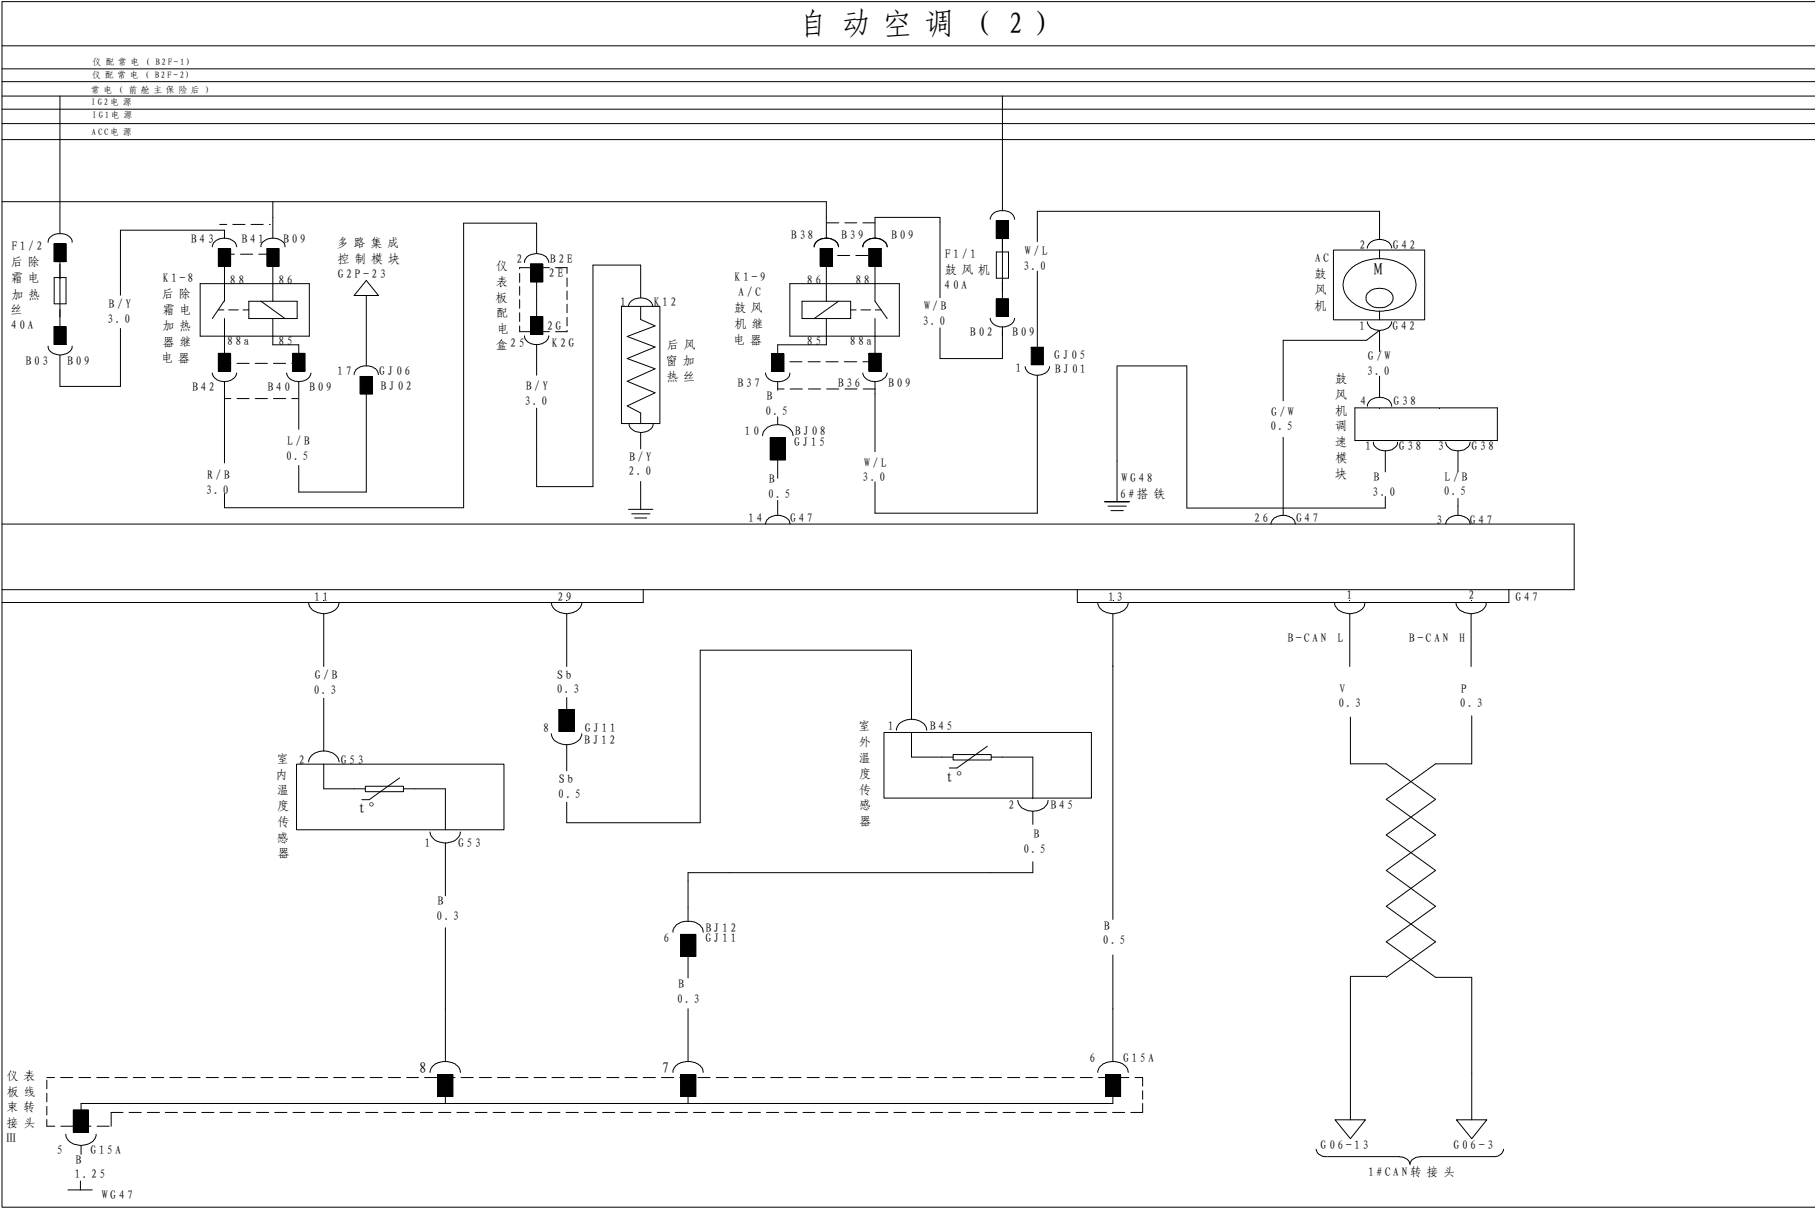 自动空调(2)
仪配常电(B2F-1)
仪配常电(B2F-2)
常电(前舱主保险后)
IG2电源
IG1电源
ACC电源
F1/2
后除
霜电
加热
丝
40A
B03 B09
B/Y
3.0
B43 B41 B09
K1-8
后除
霜电
加热
器继
电器
88 86
88a 85
B42 B40 B09
R/B
3.0
L/B
0.5
多路集成
控制模块
G2P-23
17 GJ06
BJ02
仪表板配电盒
2 B2E
2E
2G
25 K2G
B/Y
3.0
1 K12
后风
窗加
热丝
B/Y
2.0
B38 B39 B09
K1-9
A/C
鼓风
机继
电器
86 88
85 88a
B37 B36 B09
B
0.5
10 BJ08
GJ15
B
0.5
14 G47
W/L
3.0
W/B
3.0
F1/1
鼓风机
40A
B02 B09
W/L
3.0
GJ05
1 BJ01
2 G42
AC鼓风机
M
1 G42
G/W
3.0
G/W
0.5
鼓风机调速模块
4 G38
1 G38
3 G38
B
3.0
L/B
0.5
WG48
6#搭铁
26 G47
3 G47
11
29
13
1
2
G47
G/B
0.3
Sb
0.3
8 GJ11
BJ12
Sb
0.5
室内温度传感器
2 G53
t°
1 G53
B
0.3
室外温度传感器
1 B45
t°
2 B45
B
0.5
BJ12
6 GJ11
B
0.3
B
0.5
B-CAN L
B-CAN H
V
0.3
P
0.3
8
7
6 G15A
仪表
板线
束转
接头
Ⅲ
5 G15A
B
1.25
WG47
G06-13
G06-3
1#CAN转接头